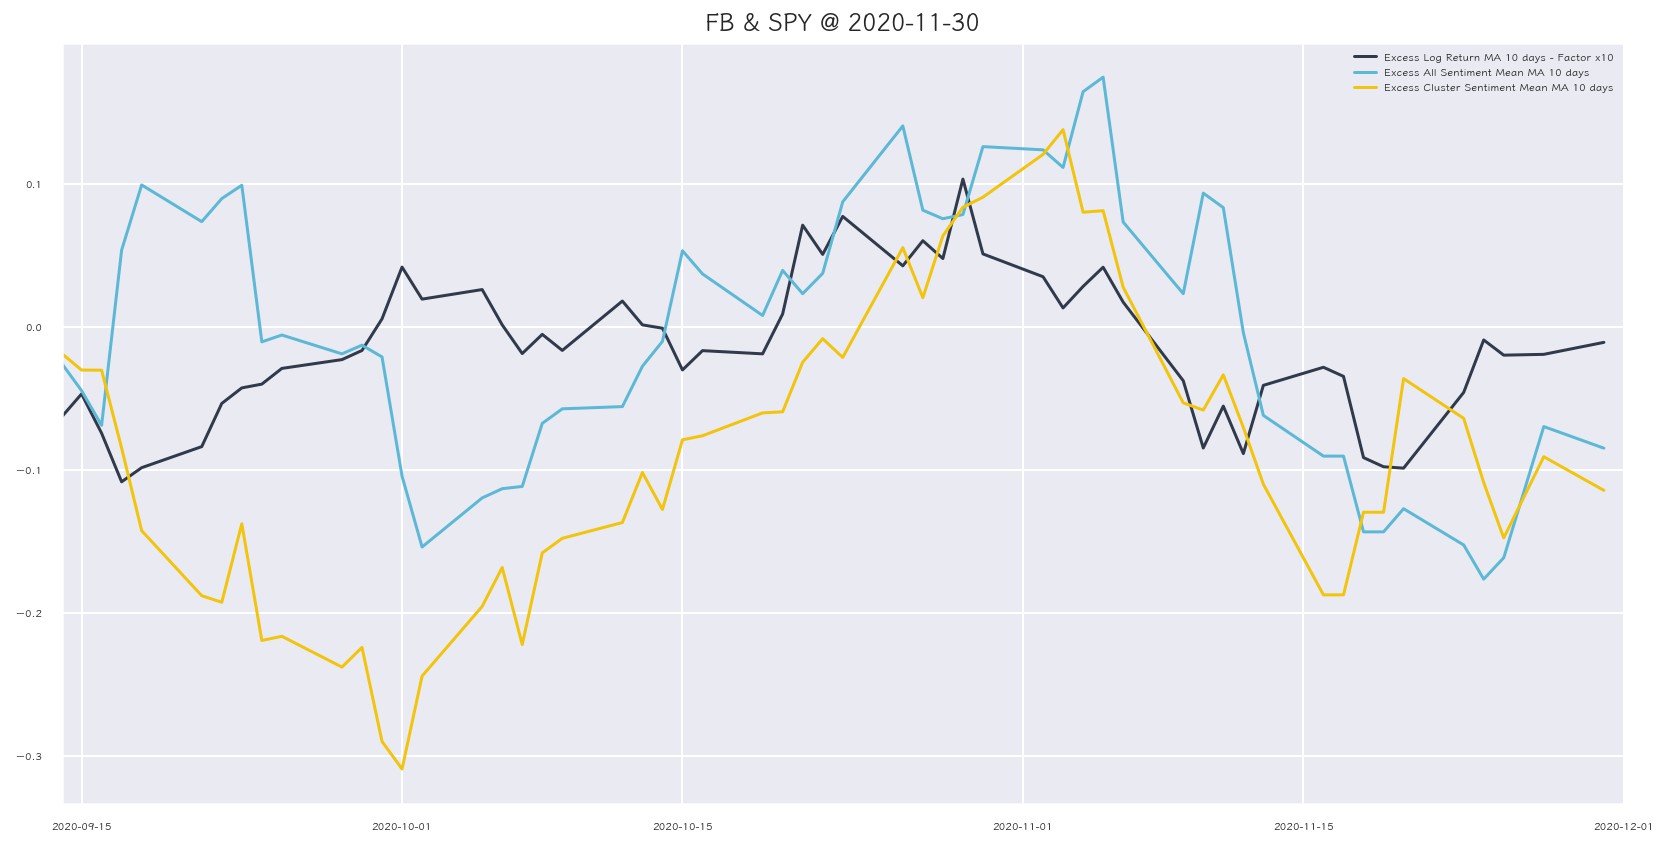 FB & SPY @ 2020-11-30
Excess Log Return MA 10 days - Factor x10
Excess All Sentiment Mean MA 10 days
Excess Cluster Sentiment Mean MA 10 days
0.1
0.0
−0.1
−0.2
−0.3
2020-09-15 2020-10-01 2020-10-15 2020-11-01 2020-11-15 2020-12-01